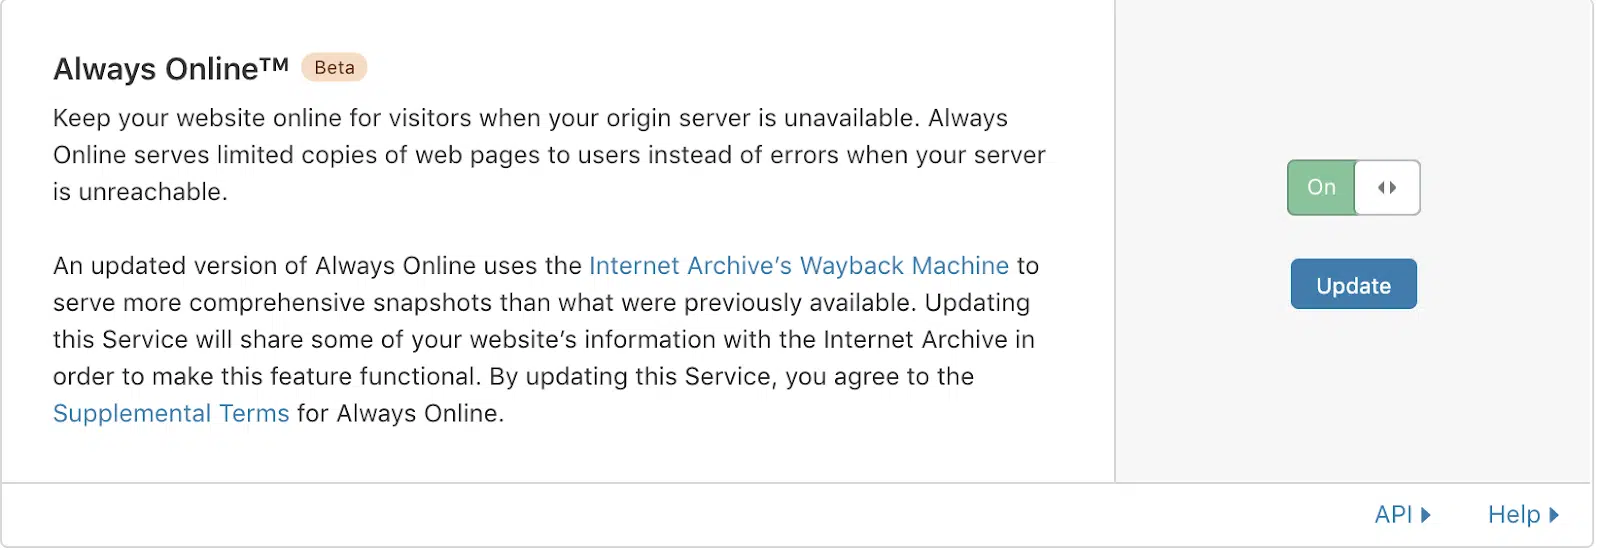 Always Online™ Beta
Keep your website online for visitors when your origin server is unavailable. Always
Online serves limited copies of web pages to users instead of errors when your server
is unreachable.
An updated version of Always Online uses the Internet Archive’s Wayback Machine to
serve more comprehensive snapshots than what were previously available. Updating
this Service will share some of your website’s information with the Internet Archive in
order to make this feature functional. By updating this Service, you agree to the
Supplemental Terms for Always Online.
On
Update
API
Help